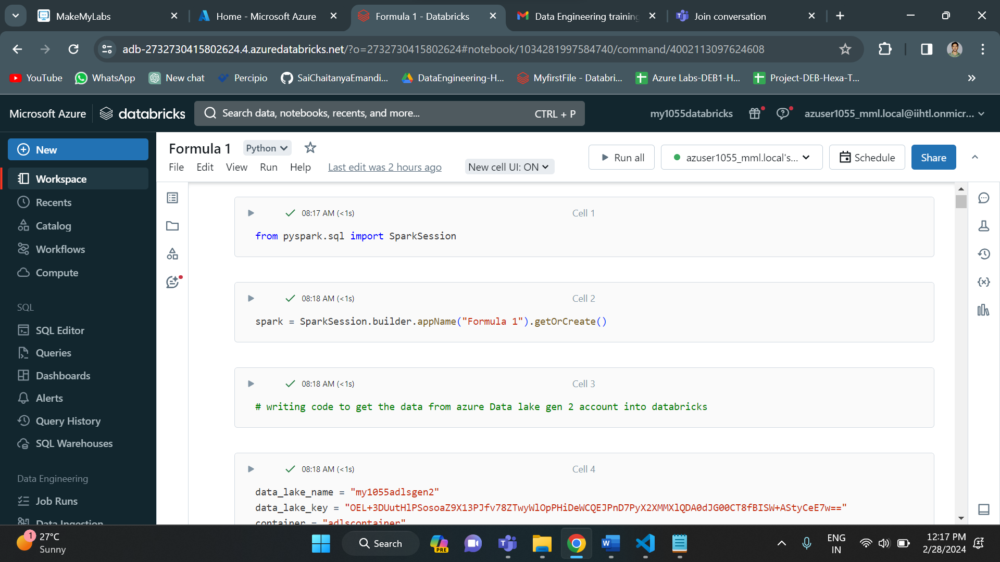 MakeMyLabs
Home - Microsoft Azure
Formula 1 - Databricks
Data Engineering training
Join conversation
adb-2732730415802624.4.azuredatabricks.net/?o=2732730415802624#notebook/1034281997584740/command/4002113097624608
YouTube
WhatsApp
New chat
Percipio
SaiChaitanyaEmandi...
DataEngineering-H...
MyfirstFile - Databri...
Azure Labs-DEB1-H...
Project-DEB-Hexa-T...
Microsoft Azure
databricks
Search data, notebooks, recents, and more...
CTRL + P
my1055databricks
azuser1055_mml.local@iihtl.onmicr...
New
Workspace
Recents
Catalog
Workflows
Compute
SQL
SQL Editor
Queries
Dashboards
Alerts
Query History
SQL Warehouses
Data Engineering
Job Runs
Data Ingestion
Formula 1
Python
File Edit View Run Help
Last edit was 2 hours ago
New cell UI: ON
Run all
azuser1055_mml.local's...
Schedule
Share
08:17 AM (<1s)
Cell 1
from pyspark.sql import SparkSession
08:18 AM (<1s)
Cell 2
spark = SparkSession.builder.appName("Formula 1").getOrCreate()
08:18 AM (<1s)
Cell 3
# writing code to get the data from azure Data lake gen 2 account into databricks
08:18 AM (<1s)
Cell 4
data_lake_name = "my1055adlsgen2"
data_lake_key = "OEL+3DUutHlPSosoaZ9X13PJfv78ZTwyWlOpPHiDeWCQEJPnD7PyX2XMMXlQDA0dJG00CT8fBISW+AStyCeE7w=="
container = "adlscontainer"
1
27°C
Sunny
Search
PRE
ENG
IN
12:17 PM
2/28/2024